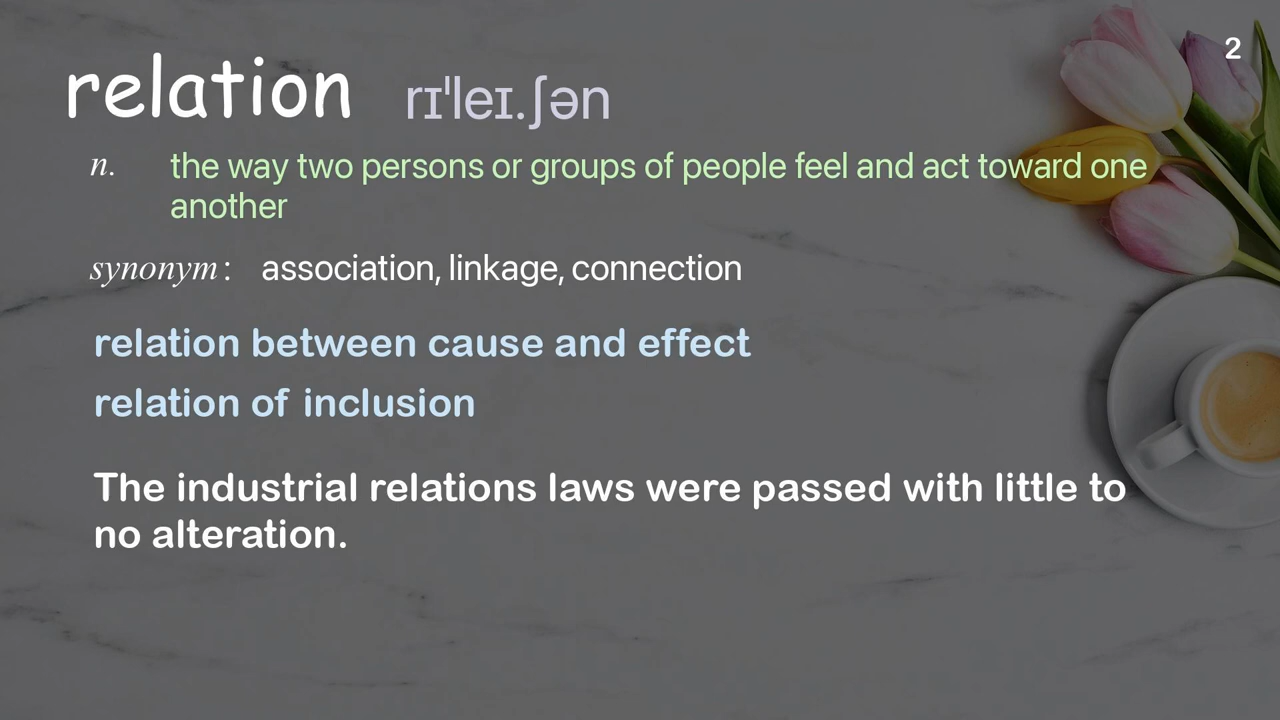 2
relation rɪˈleɪ.ʃən
n. the way two persons or groups of people feel and act toward one
another
synonym: association, linkage, connection
relation between cause and effect
relation of inclusion
The industrial relations laws were passed with little to
no alteration.